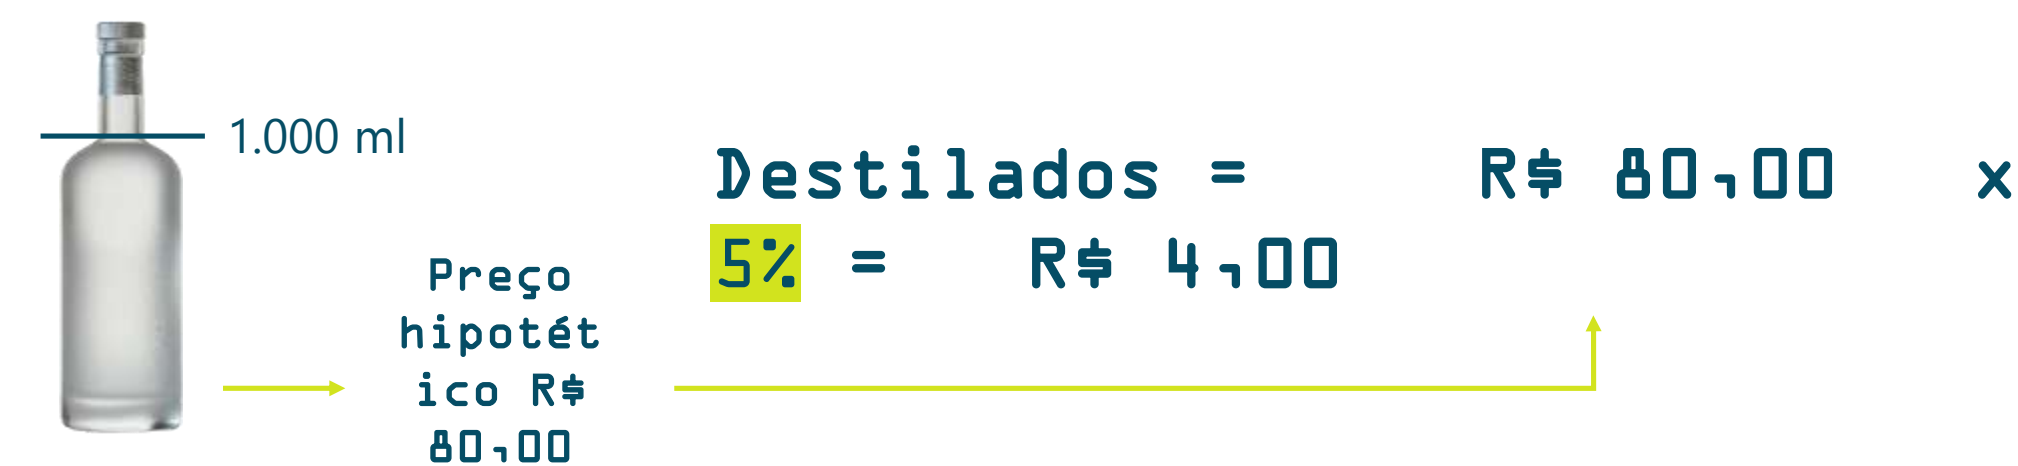 1.000 ml
Destilados = R$ 80,00 x
5% = R$ 4,00
Preço
hipotét
ico R$
80,00